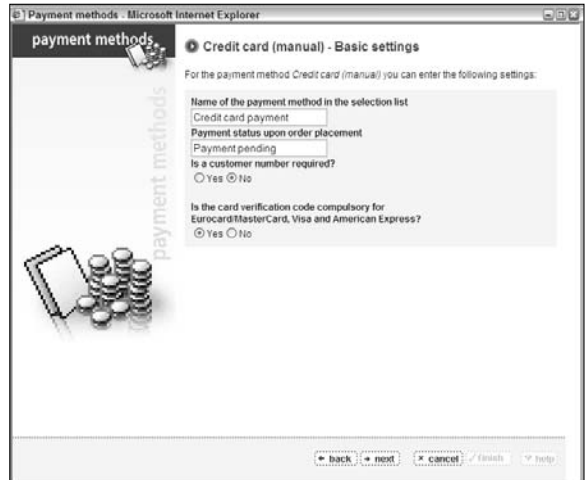 Payment methods - Microsoft Internet Explorer
payment methods
payment methods
Credit card (manual) - Basic settings
For the payment method Credit card (manual) you can enter the following settings:
Name of the payment method in the selection list
Credit card payment
Payment status upon order placement
Payment pending
Is a customer number required?
Yes No
Is the card verification code compulsory for
Eurocard/MasterCard, Visa and American Express?
Yes No
back next cancel finish help